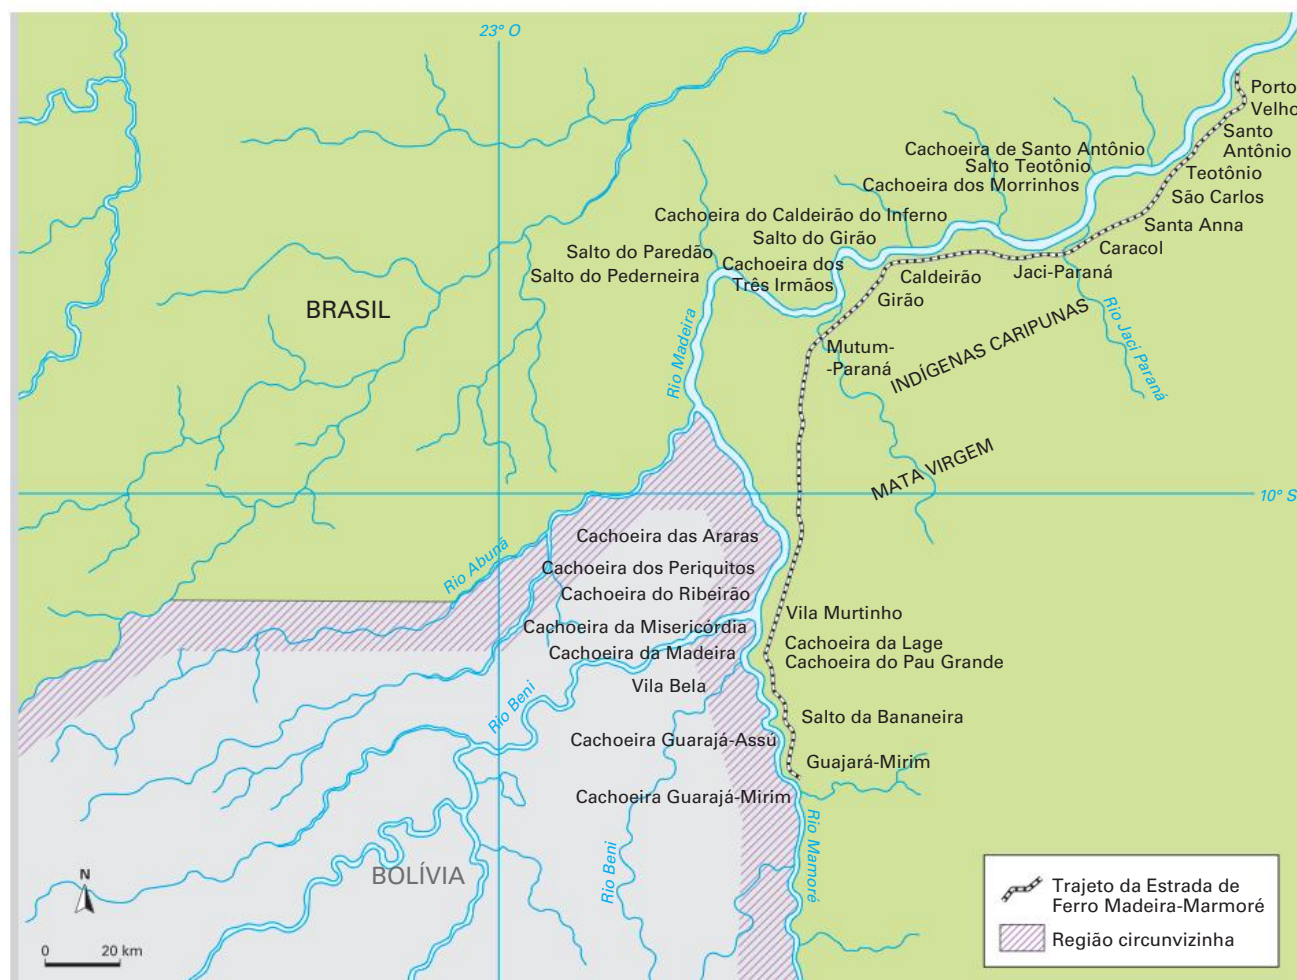 23° O
Porto
Velho
Santo
Antônio
Cachoeira de Santo Antônio
Salto Teotônio
Teotônio
Cachoeira dos Morrinhos
São Carlos
Cachoeira do Caldeirão do Inferno
Santa Anna
Salto do Girão
Caracol
Salto do Paredão
Cachoeira dos
Três Irmãos
Salto do Pederneira
Caldeirão
Jaci-Paraná
Girão
BRASIL
Rio Madeira
Rio Jaci Paraná
INDÍGENAS CARIPUNAS
Mutum-
-Paraná
MATA VIRGEM
10° S
Cachoeira das Araras
Rio Abunã
Cachoeira dos Periquitos
Cachoeira do Ribeirão
Vila Murtinho
Cachoeira da Misericórdia
Cachoeira da Lage
Cachoeira da Madeira
Cachoeira do Pau Grande
Vila Bela
Rio Beni
Salto da Bananeira
Cachoeira Guarajá-Assú
Guajará-Mirim
Cachoeira Guarajá-Mirim
Rio Beni
Rio Mamoré
BOLÍVIA
N
0 20 km
Trajeto da Estrada de
Ferro Madeira-Marmoré
Região circunvizinha